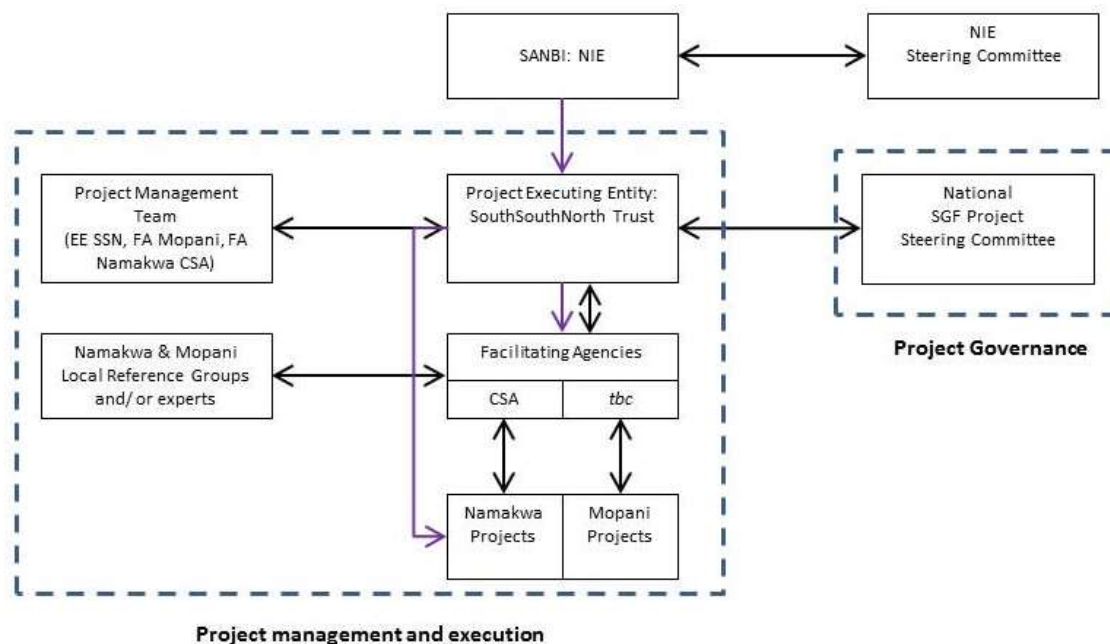 SANBI: NIE
NIE
Steering Committee
Project Management
Team
(EE SSN, FA Mopani, FA
Namakwa CSA)
Project Executing Entity:
SouthSouthNorth Trust
National
SGF Project
Steering Committee
Project Governance
Namakwa & Mopani
Local Reference Groups
and/ or experts
Facilitating Agencies
CSA
tbc
Namakwa
Projects
Mopani
Projects
Project management and execution